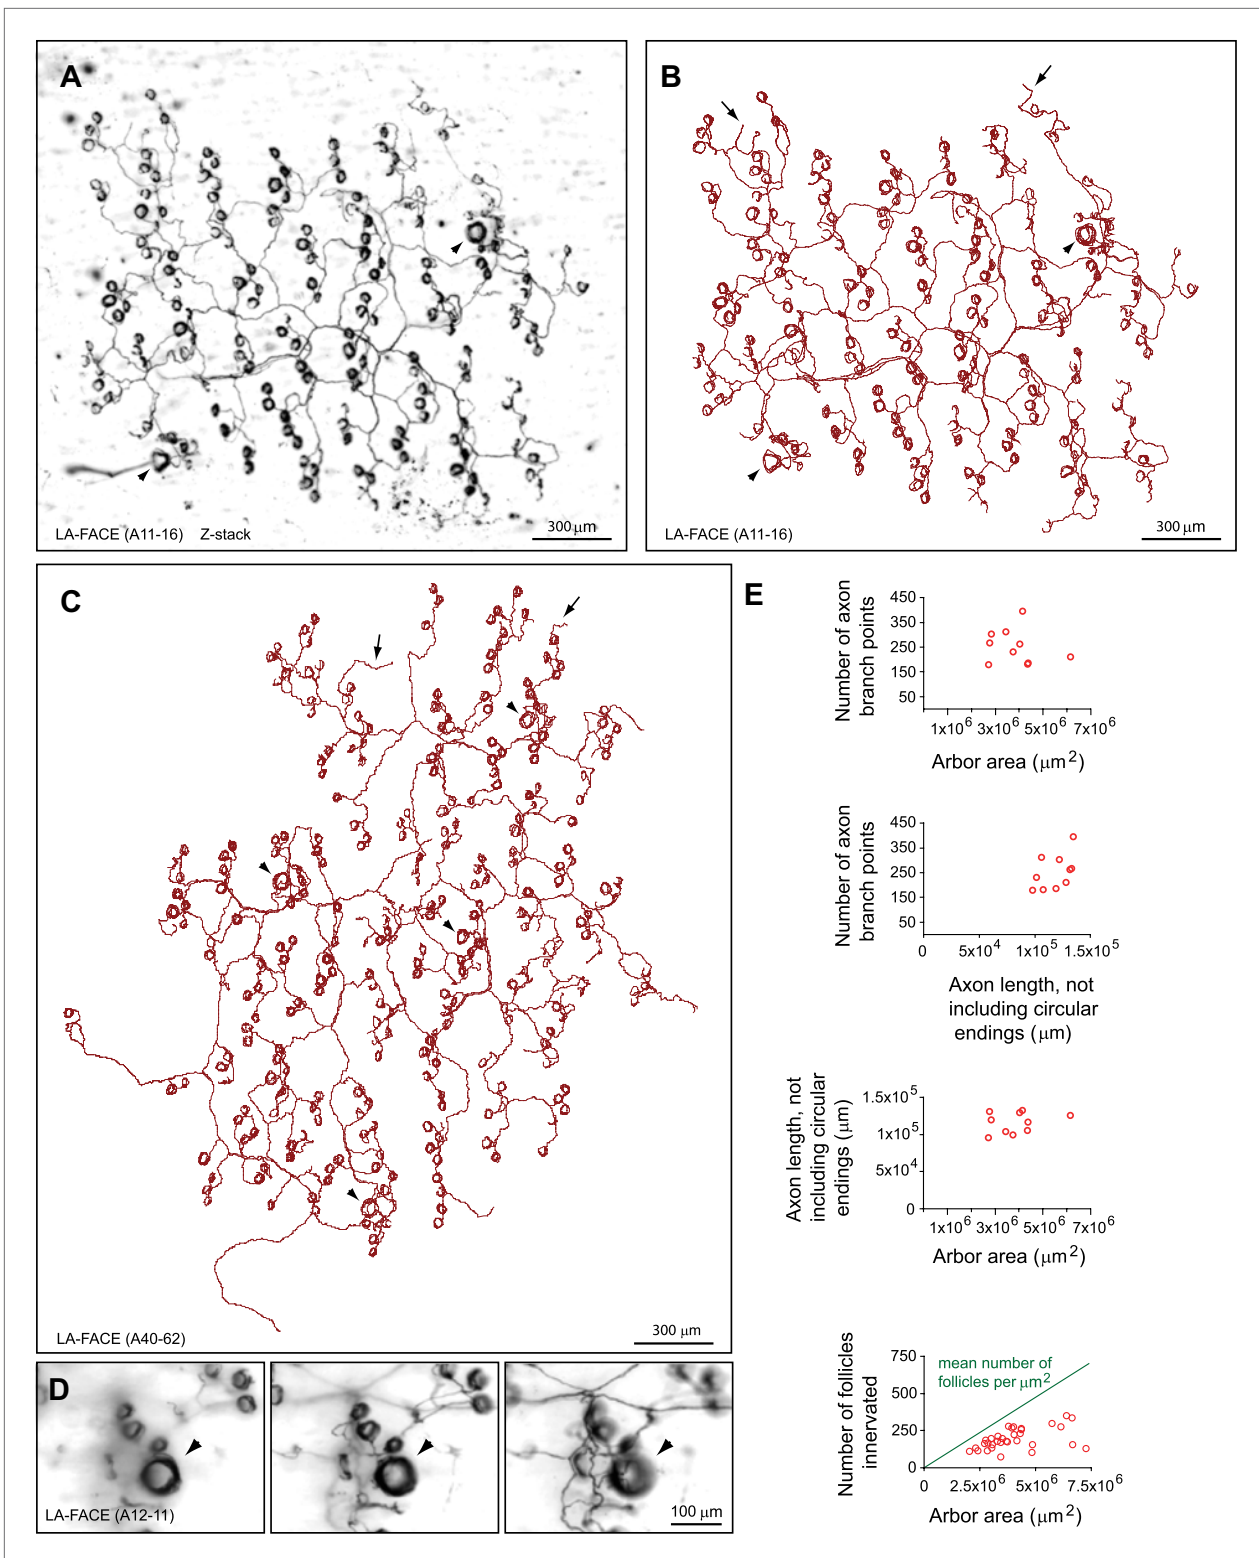 A
LA-FACE (A11-16) Z-stack
300 µm
B
LA-FACE (A11-16)
300 µm
C
LA-FACE (A40-62)
300 µm
D
LA-FACE (A12-11)
100 µm
E
Number of axon
branch points
450
350
250
150
50
1x10⁶ 3x10⁶ 5x10⁶ 7x10⁶
Arbor area (µm²)
Number of axon
branch points
450
350
250
150
50
0 5x10⁴ 1x10⁵ 1.5x10⁵
Axon length, not
including circular
endings (µm)
Axon length, not
including circular
endings (µm)
1.5x10⁵
1x10⁵
5x10⁴
0
1x10⁶ 3x10⁶ 5x10⁶ 7x10⁶
Arbor area (µm²)
Number of follicles
innervated
750
500
250
0
mean number of
follicles per µm²
0 2.5x10⁶ 5x10⁶ 7.5x10⁶
Arbor area (µm²)